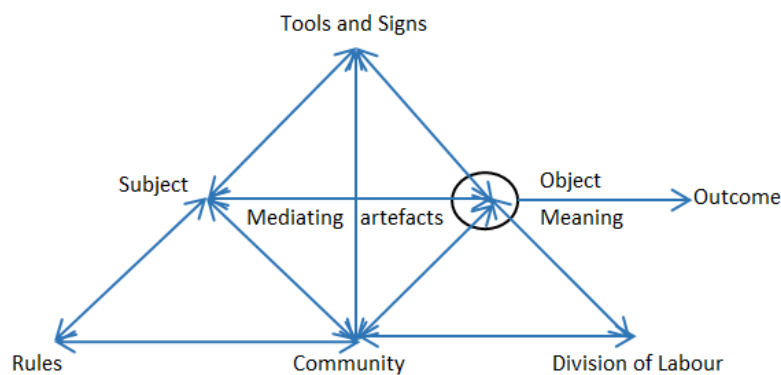 Tools and Signs
Subject
Object
Outcome
Mediating artefacts
Meaning
Rules
Community
Division of Labour